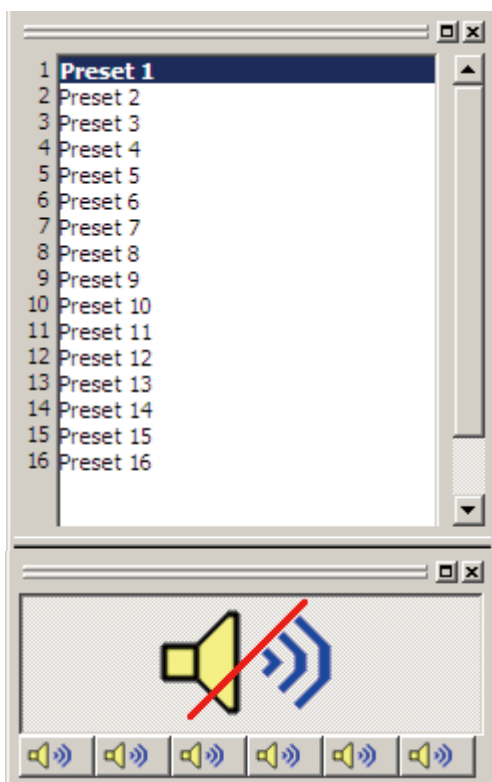 1 Preset 1
2 Preset 2
3 Preset 3
4 Preset 4
5 Preset 5
6 Preset 6
7 Preset 7
8 Preset 8
9 Preset 9
10 Preset 10
11 Preset 11
12 Preset 12
13 Preset 13
14 Preset 14
15 Preset 15
16 Preset 16